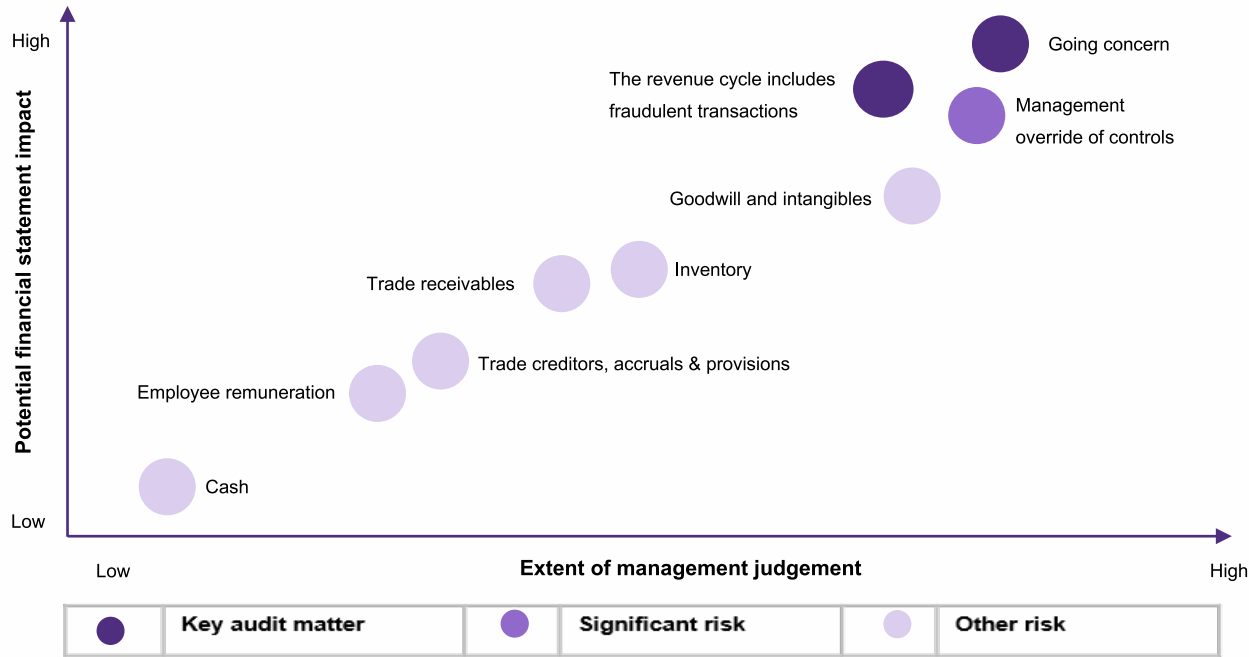 High
Going concern
The revenue cycle includes
fraudulent transactions
Management
override of controls
Potential financial statement impact
Goodwill and intangibles
Trade receivables
Inventory
Trade creditors, accruals & provisions
Employee remuneration
Cash
Low
Low
Extent of management judgement
High
Key audit matter
Significant risk
Other risk